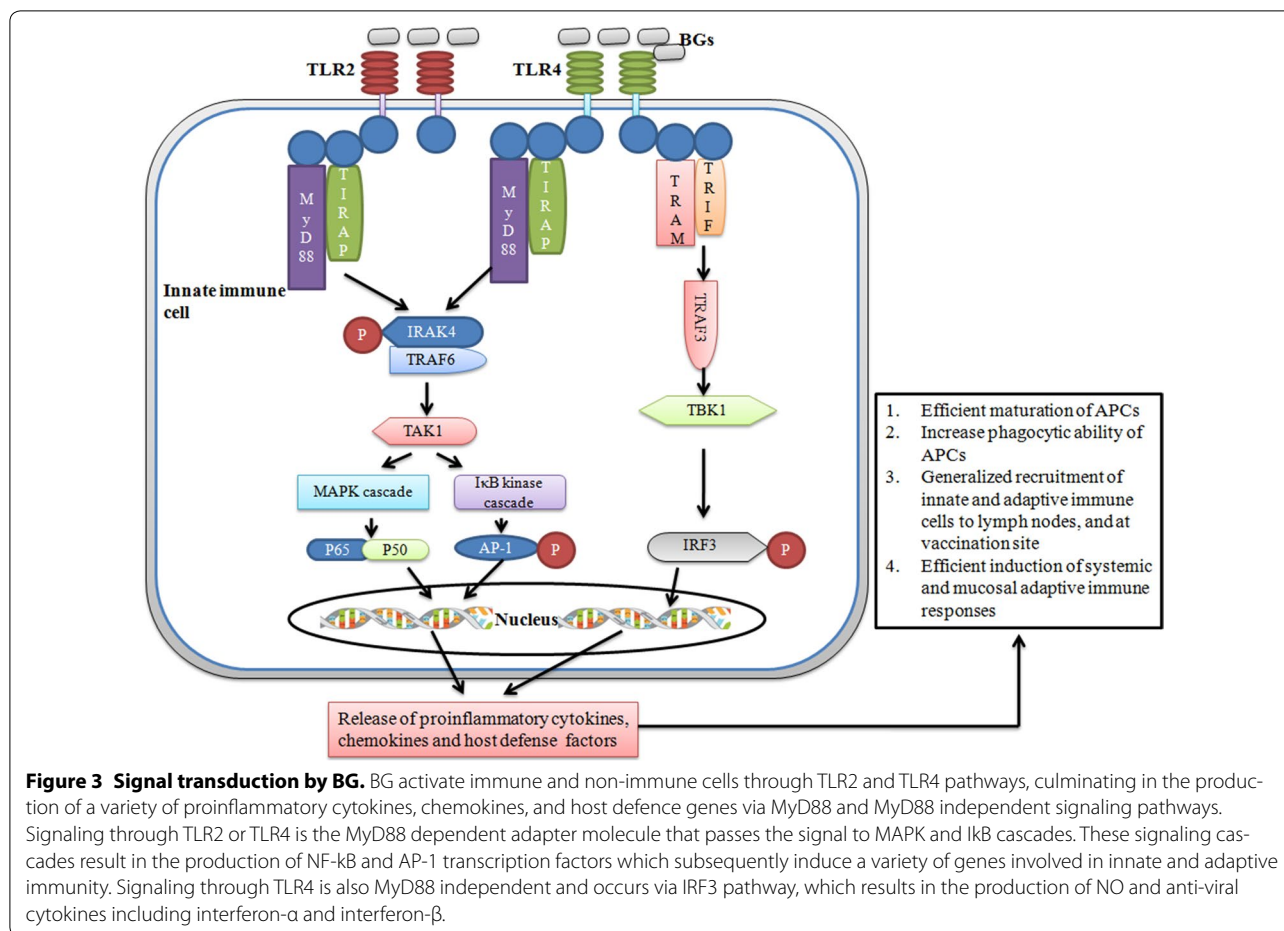 BGs
TLR2
TLR4
MyD88
TIRAP
MyD88
TIRAP
TRAM
TRIF
Innate immune
cell
P
IRAK4
TRAF6
TRAF3
TAK1
TBK1
MAPK cascade
IκB kinase
cascade
P65
P50
AP-1
P
IRF3
P
Nucleus
Release of proinflammatory cytokines,
chemokines and host defense factors
1. Efficient maturation of APCs
2. Increase phagocytic ability of
APCs
3. Generalized recruitment of
innate and adaptive immune
cells to lymph nodes, and at
vaccination site
4. Efficient induction of systemic
and mucosal adaptive immune
responses
Figure 3 Signal transduction by BG. BG activate immune and non-immune cells through TLR2 and TLR4 pathways, culminating in the produc-
tion of a variety of proinflammatory cytokines, chemokines, and host defence genes via MyD88 and MyD88 independent signaling pathways.
Signaling through TLR2 or TLR4 is the MyD88 dependent adapter molecule that passes the signal to MAPK and IkB cascades. These signaling cas-
cades result in the production of NF-kB and AP-1 transcription factors which subsequently induce a variety of genes involved in innate and adaptive
immunity. Signaling through TLR4 is also MyD88 independent and occurs via IRF3 pathway, which results in the production of NO and anti-viral
cytokines including interferon-α and interferon-β.